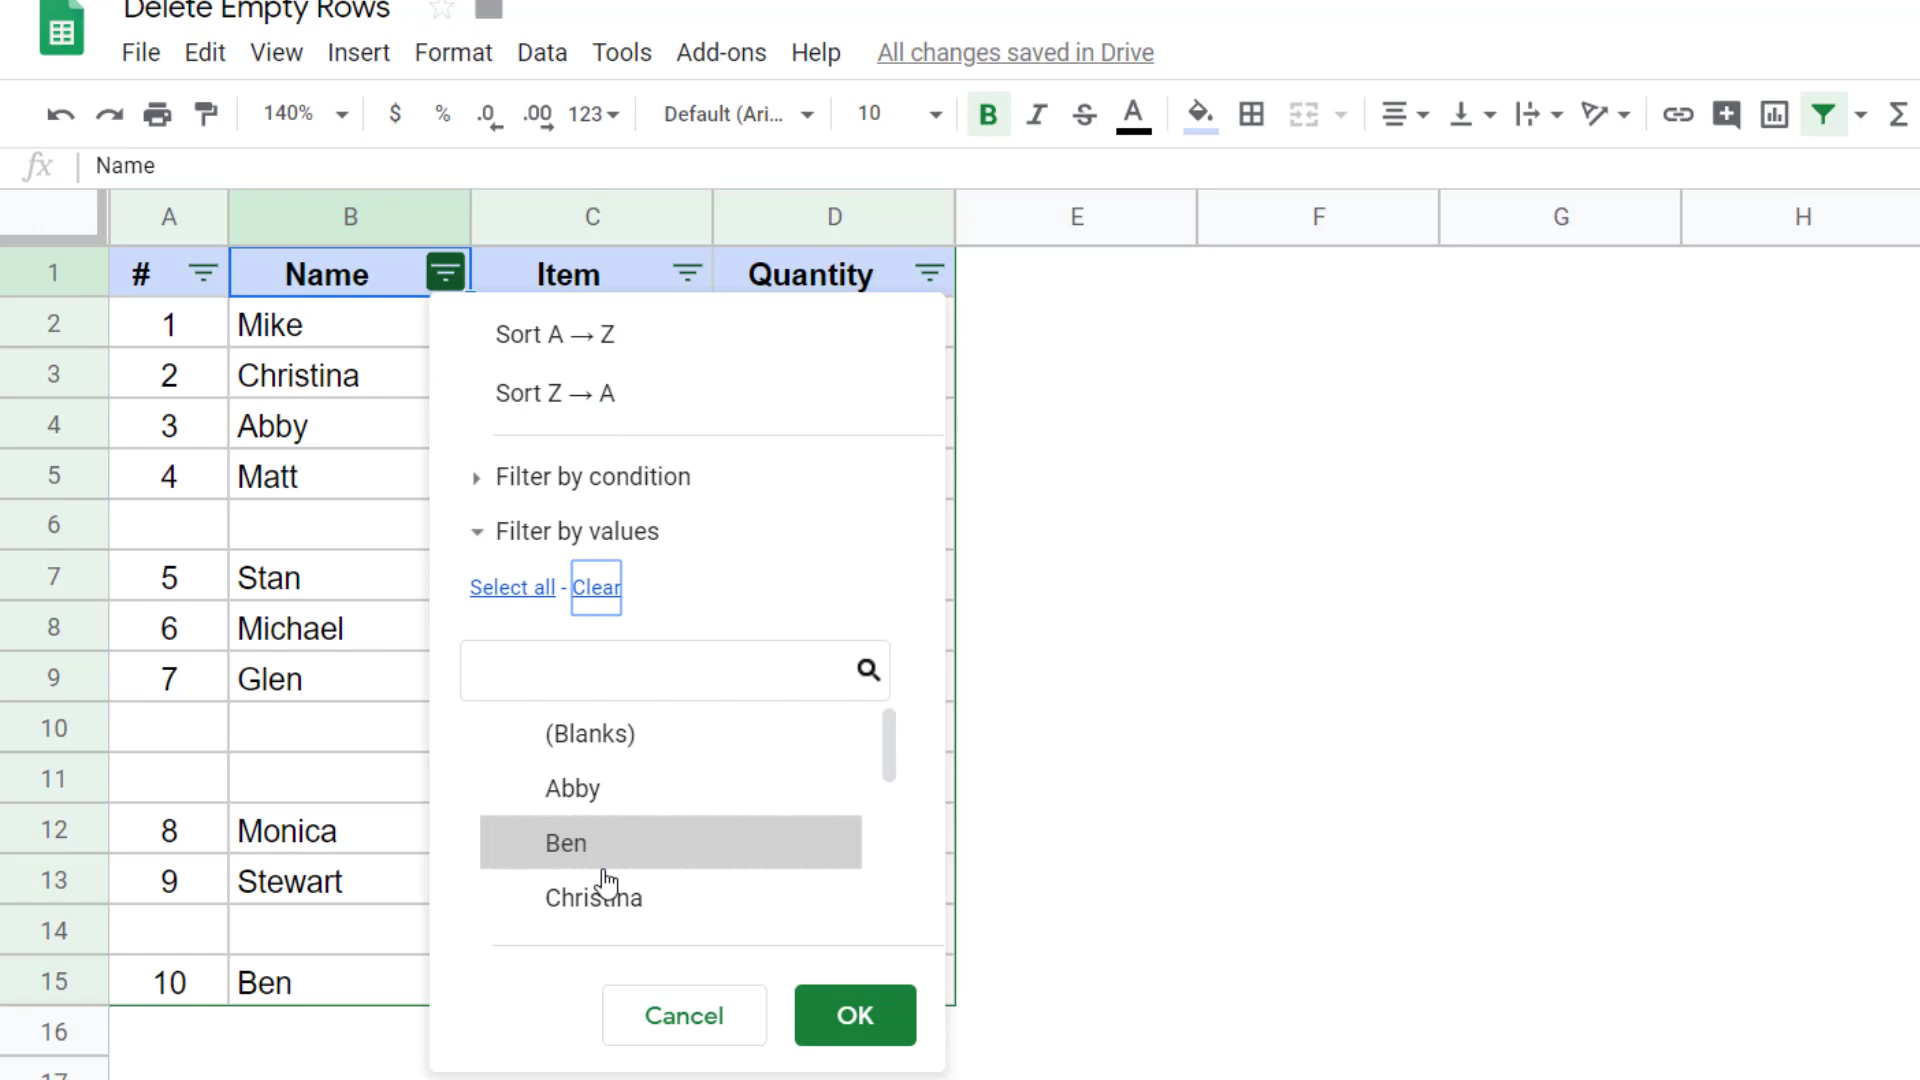 Delete Empty Rows
File Edit View Insert Format Data Tools Add-ons Help All changes saved in Drive
140% $ % .0 .00 123 Default (Ari... 10 B I S A Σ
fx Name
A B C D E F G H
1 # Name Item Quantity
2 1 Mike
3 2 Christina
4 3 Abby
5 4 Matt
6
7 5 Stan
8 6 Michael
9 7 Glen
10
11
12 8 Monica
13 9 Stewart
14
15 10 Ben
16
17
Sort A → Z
Sort Z → A
Filter by condition
Filter by values
Select all - Clear
(Blanks)
Abby
Ben
Christina
Cancel OK